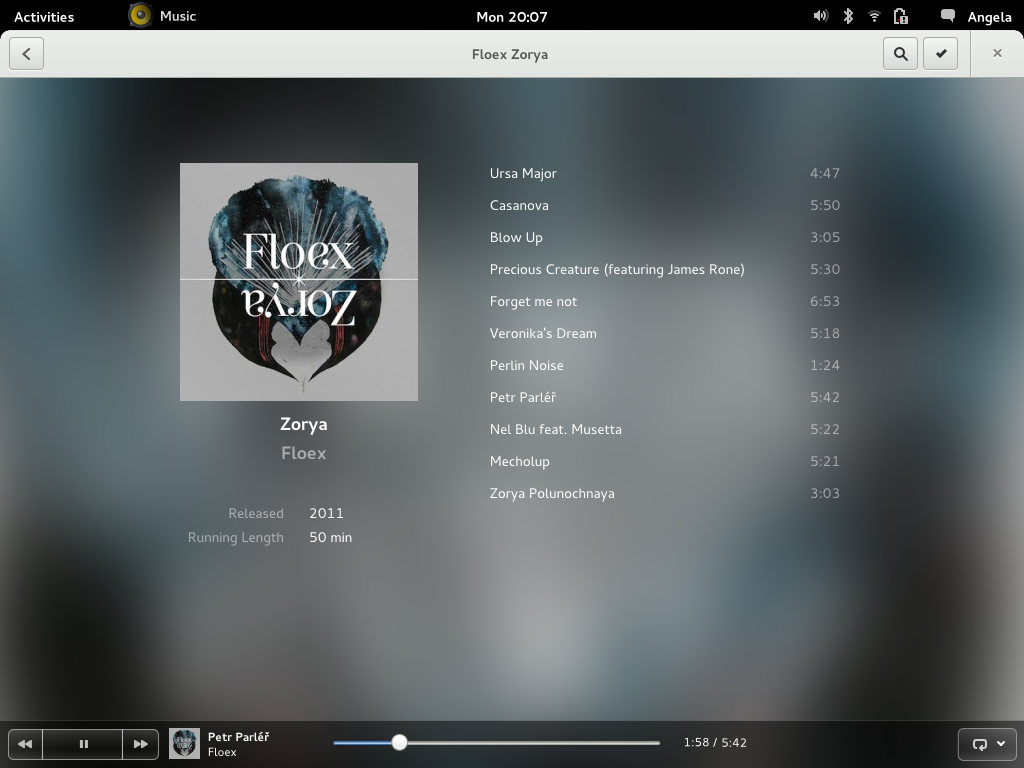 Activities
Music
Mon 20:07
Angela
Floex Zorya
Floex
Zorya
Zorya
Floex
Released 2011
Running Length 50 min
Ursa Major 4:47
Casanova 5:50
Blow Up 3:05
Precious Creature (featuring James Rone) 5:30
Forget me not 6:53
Veronika's Dream 5:18
Perlin Noise 1:24
Petr Parléř 5:42
Nel Blu feat. Musetta 5:22
Mecholup 5:21
Zorya Polunochnaya 3:03
Petr Parléř
Floex
1:58 / 5:42